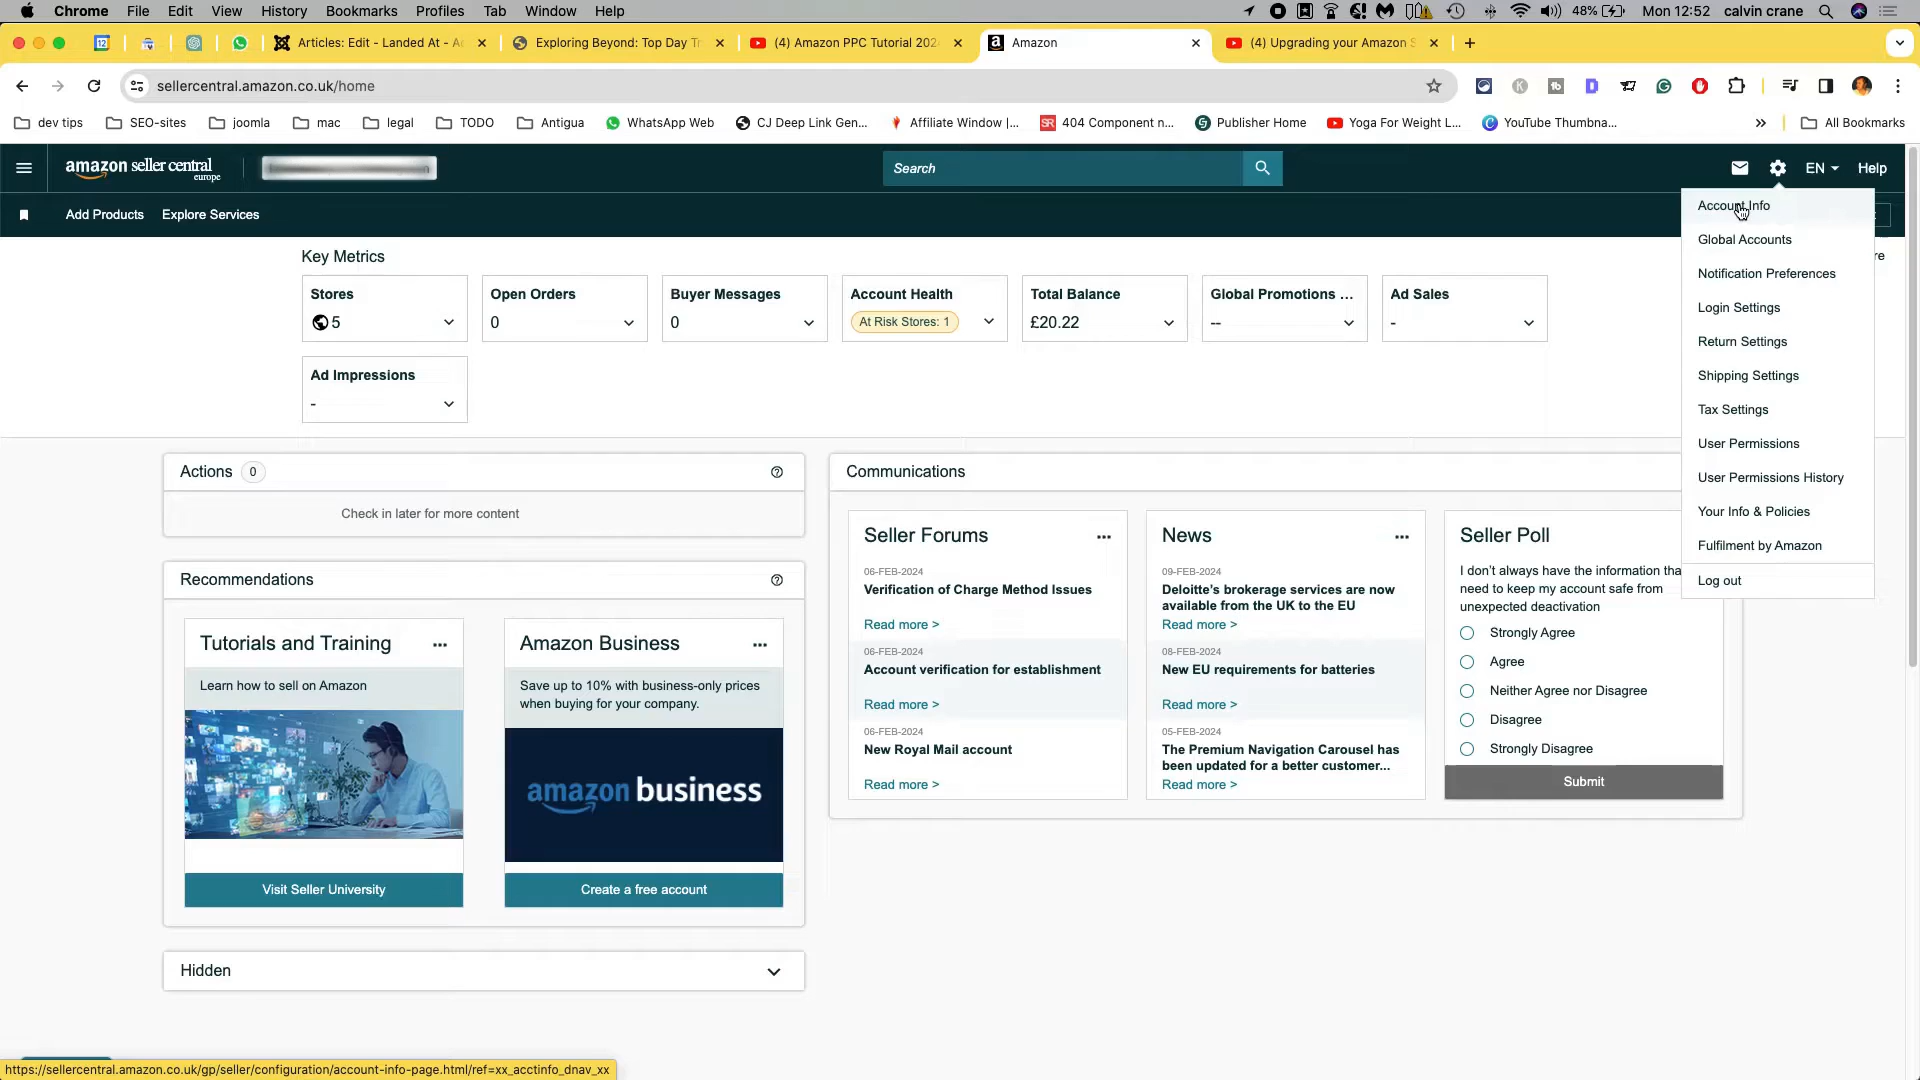 Chrome File Edit View History Bookmarks Profiles Tab Window Help 48% Mon 12:52 calvin crane
Articles: Edit - Landed At - A Exploring Beyond: Top Day Tr (4) Amazon PPC Tutorial 202 Amazon (4) Upgrading your Amazon S
sellercentral.amazon.co.uk/home
dev tips SEO-sites joomla mac legal TODO Antigua WhatsApp Web CJ Deep Link Gen... Affiliate Window |... 404 Component n... Publisher Home Yoga For Weight L... YouTube Thumbna... » All Bookmarks
amazon seller central
europe
Search
EN
Help
Add Products Explore Services
Account Info
Global Accounts
Notification Preferences
Login Settings
Return Settings
Shipping Settings
Tax Settings
User Permissions
User Permissions History
Your Info & Policies
Fulfilment by Amazon
Log out
re
Key Metrics
Stores
5
Open Orders
0
Buyer Messages
0
Account Health
At Risk Stores: 1
Total Balance
£20.22
Global Promotions ...
--
Ad Sales
-
Ad Impressions
-
Actions 0
Check in later for more content
Recommendations
Tutorials and Training
Learn how to sell on Amazon
Visit Seller University
Amazon Business
Save up to 10% with business-only prices
when buying for your company.
amazon business
Create a free account
Hidden
Communications
Seller Forums
06-FEB-2024
Verification of Charge Method Issues
Read more >
06-FEB-2024
Account verification for establishment
Read more >
06-FEB-2024
New Royal Mail account
Read more >
News
09-FEB-2024
Deloitte's brokerage services are now
available from the UK to the EU
Read more >
08-FEB-2024
New EU requirements for batteries
Read more >
05-FEB-2024
The Premium Navigation Carousel has
been updated for a better customer...
Read more >
Seller Poll
I don't always have the information tha
need to keep my account safe from
unexpected deactivation
Strongly Agree
Agree
Neither Agree nor Disagree
Disagree
Strongly Disagree
Submit
https://sellercentral.amazon.co.uk/gp/seller/configuration/account-info-page.html/ref=xx_acctinfo_dnav_xx